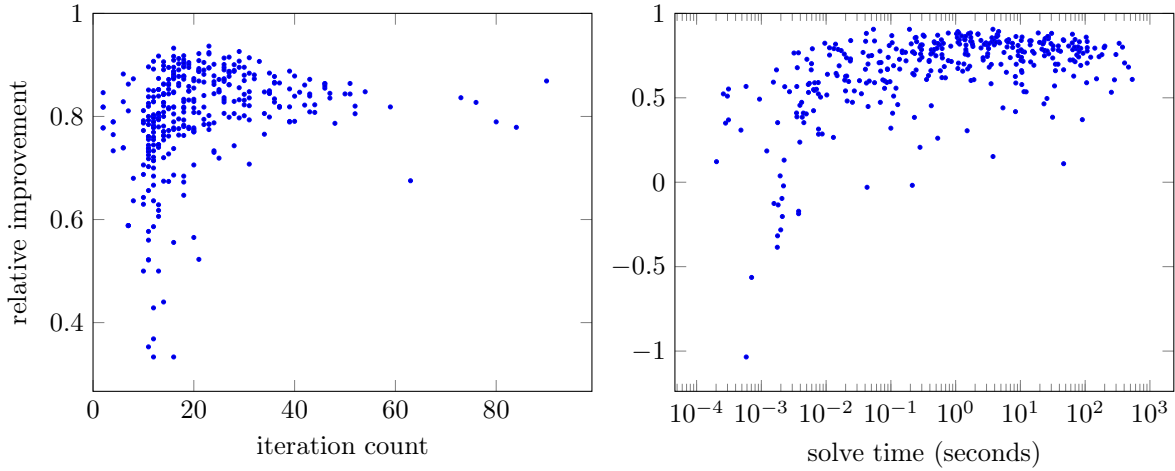 1
0.8
0.6
0.4
0 20 40 60 80
iteration count
relative improvement
1
0.5
0
−0.5
−1
10^−4 10^−3 10^−2 10^−1 10^0 10^1 10^2 10^3
solve time (seconds)